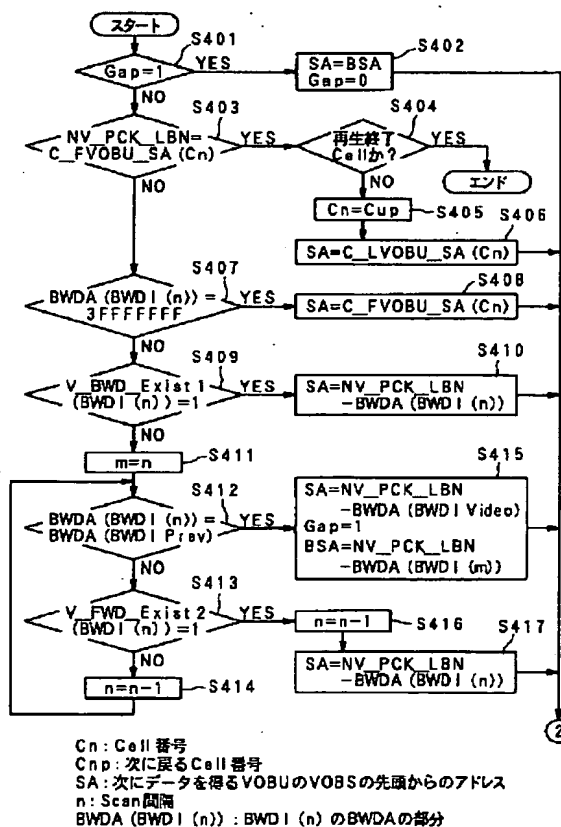 スタート
S401
Gap=1
YES
NO
S402
SA=BSA
Gap=0
S403
NV_PCK_LBN=
C_FVOBU_SA (Cn)
YES
NO
S404
再生終了
Cellか?
YES
エンド
NO
Cn=Cup
S405
S406
SA=C_LVOBU_SA (Cn)
S407
BWDA (BWDI (n)) =
3FFFFFFF
YES
NO
S408
SA=C_FVOBU_SA (Cn)
S409
V_BWD_Exist1
(BWDI (n)) =1
YES
NO
S410
SA=NV_PCK_LBN
-BWDA (BWDI (n))
m=n
S411
S412
BWDA (BWDI (n)) =
BWDA (BWDI Prev)
YES
NO
S415
SA=NV_PCK_LBN
-BWDA (BWDI Video)
Gap=1
BSA=NV_PCK_LBN
-BWDA (BWDI (m))
S413
V_FWD_Exist2
(BWDI (n)) =1
YES
NO
n=n-1
S416
S417
SA=NV_PCK_LBN
-BWDA (BWDI (n))
n=n-1
S414
2
Cn : Cell 番号
Cnp : 次に戻るCell 番号
SA : 次にデータを得るVOBUのVOBSの先頭からのアドレス
n : Scan間隔
BWDA (BWDI (n)) : BWDI (n) のBWDAの部分